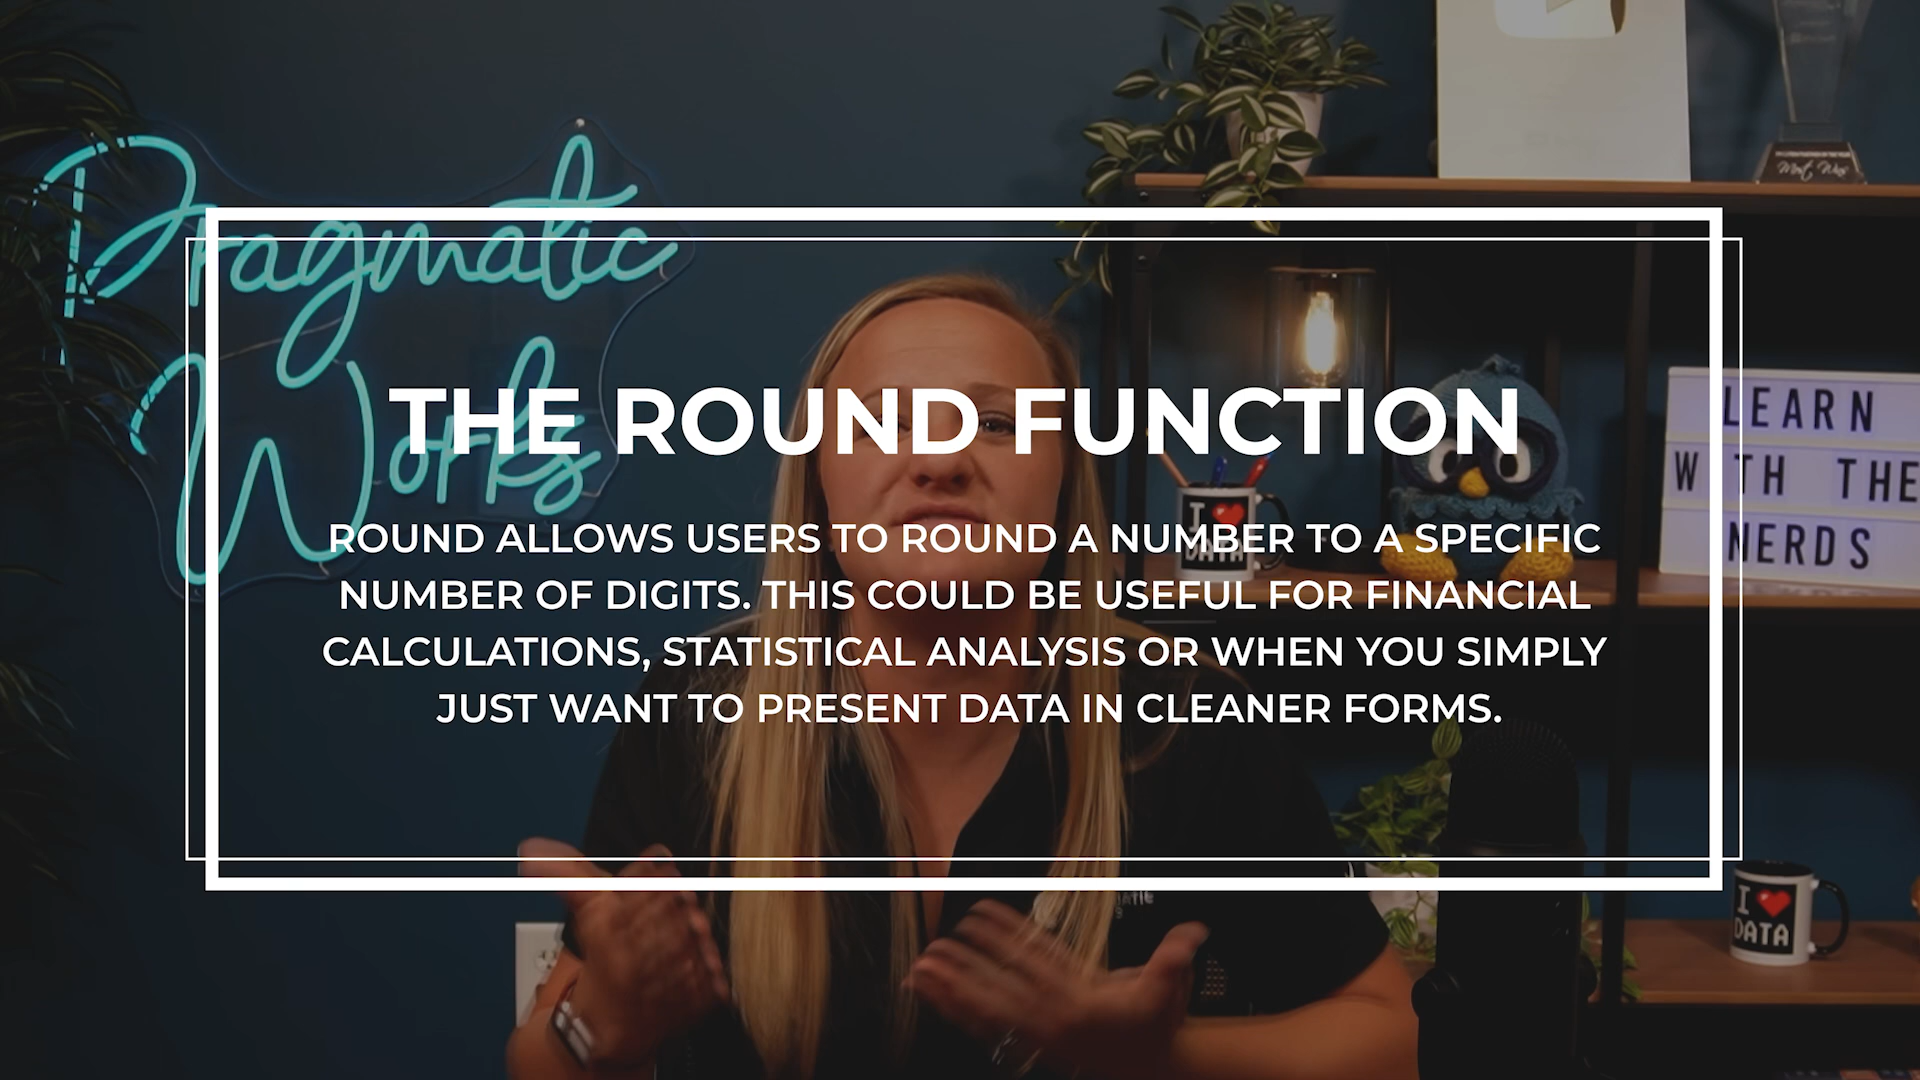 Pragmatic
Works
THE ROUND FUNCTION
ROUND ALLOWS USERS TO ROUND A NUMBER TO A SPECIFIC
NUMBER OF DIGITS. THIS COULD BE USEFUL FOR FINANCIAL
CALCULATIONS, STATISTICAL ANALYSIS OR WHEN YOU SIMPLY
JUST WANT TO PRESENT DATA IN CLEANER FORMS.
LEARN
W TH THE
NERDS
I ❤
DATA
I ❤
DATA